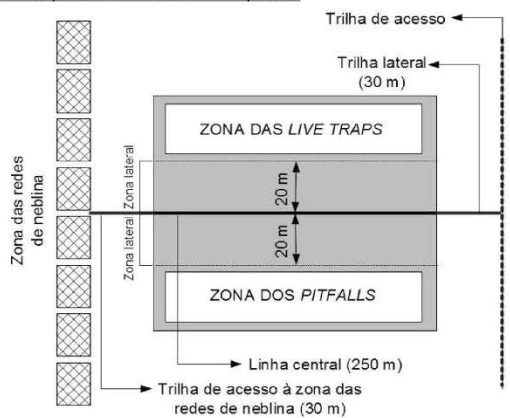 Trilha de acesso
Trilha lateral
(30 m)
ZONA DAS LIVE TRAPS
Zona das redes
de neblina
Zona lateral
20 m
Zona lateral
20 m
ZONA DOS PITFALLS
Linha central (250 m)
Trilha de acesso à zona das
redes de neblina (30 m)